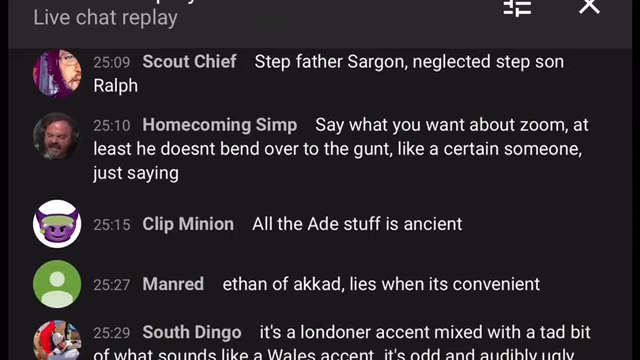 Live chat replay
25:09 Scout Chief Step father Sargon, neglected step son
Ralph
25:10 Homecoming Simp Say what you want about zoom, at
least he doesnt bend over to the gunt, like a certain someone,
just saying
25:15 Clip Minion All the Ade stuff is ancient
25:27 Manred ethan of akkad, lies when its convenient
25:29 South Dingo it's a londoner accent mixed with a tad bit
of what sounds like a Wales accent, it's odd and audibly ugly